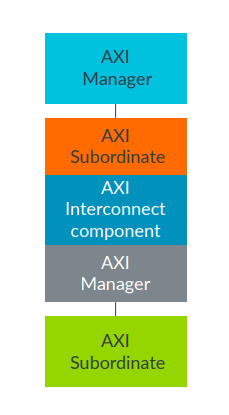 AXI
Manager
AXI
Subordinate
AXI
Interconnect
component
AXI
Manager
AXI
Subordinate